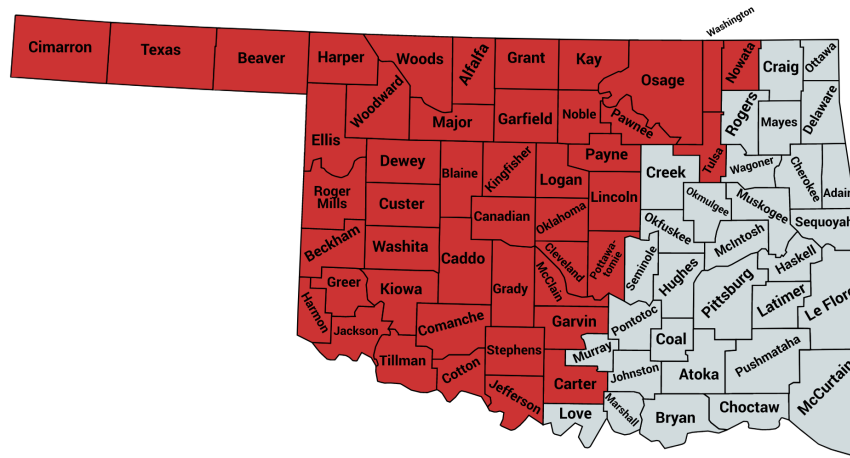 Washington
Cimarron
Texas
Beaver
Harper
Woods
Alfalfa
Grant
Kay
Osage
Nowata
Craig
Ottawa
Woodward
Major
Garfield
Noble
Pawnee
Rogers
Mayes
Delaware
Ellis
Dewey
Blaine
Kingfisher
Logan
Payne
Creek
Tulsa
Wagoner
Cherokee
Adair
Roger
Mills
Custer
Canadian
Oklahoma
Lincoln
Okmulgee
Muskogee
Sequoyah
Beckham
Washita
Caddo
Cleveland
Pottawa-
tomie
Okfuskee
McIntosh
Seminole
Hughes
Haskell
Greer
Kiowa
Grady
McClain
Pittsburg
Latimer
Le Flore
Harmon
Jackson
Comanche
Garvin
Pontotoc
Coal
Tillman
Stephens
Murray
Pushmataha
Cotton
Carter
Johnston
Atoka
McCurtain
Jefferson
Love
Marshall
Bryan
Choctaw